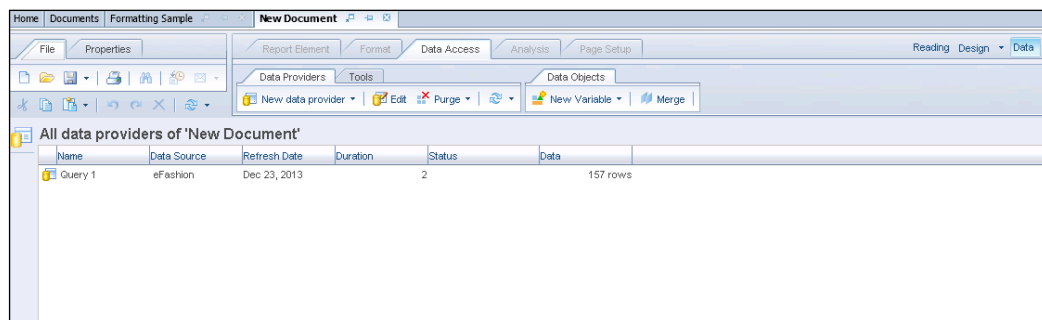 Home Documents Formatting Sample New Document
File Properties Report Element Format Data Access Analysis Page Setup Reading Design Data
Data Providers Tools Data Objects
New data provider Edit Purge New Variable Merge
All data providers of 'New Document'
Name Data Source Refresh Date Duration Status Data
Query 1 eFashion Dec 23, 2013 2 157 rows